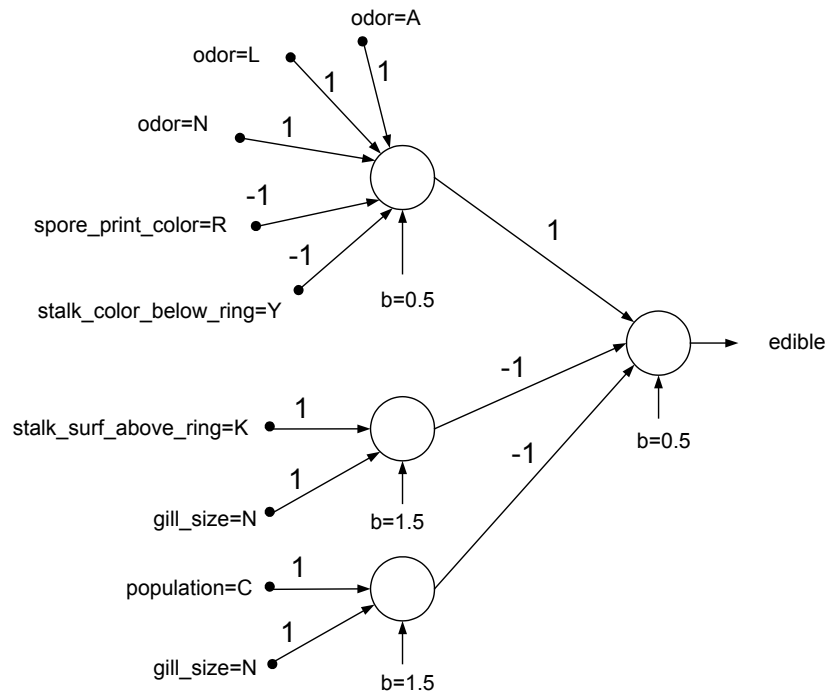 odor=A
odor=L
1
1
odor=N
1
-1
spore_print_color=R
-1
stalk_color_below_ring=Y
b=0.5
1
edible
-1
b=0.5
stalk_surf_above_ring=K
1
-1
1
gill_size=N
b=1.5
population=C
1
1
gill_size=N
b=1.5